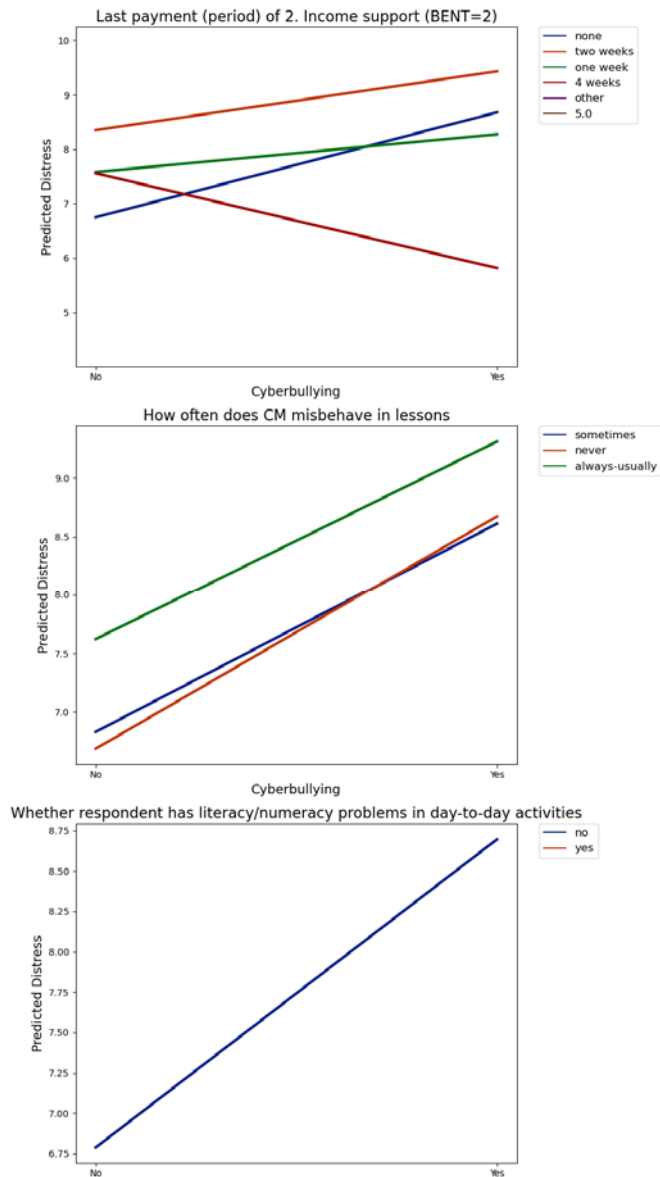 Last payment (period) of 2. Income support (BENT=2)
none
two weeks
one week
4 weeks
other
5.0
10
9
8
7
6
5
Predicted Distress
No
Yes
Cyberbullying
How often does CM misbehave in lessons
sometimes
never
always-usually
9.0
8.5
8.0
7.5
7.0
Predicted Distress
No
Yes
Cyberbullying
Whether respondent has literacy/numeracy problems in day-to-day activities
no
yes
8.75
8.50
8.25
8.00
7.75
7.50
7.25
7.00
6.75
Predicted Distress
No
Yes